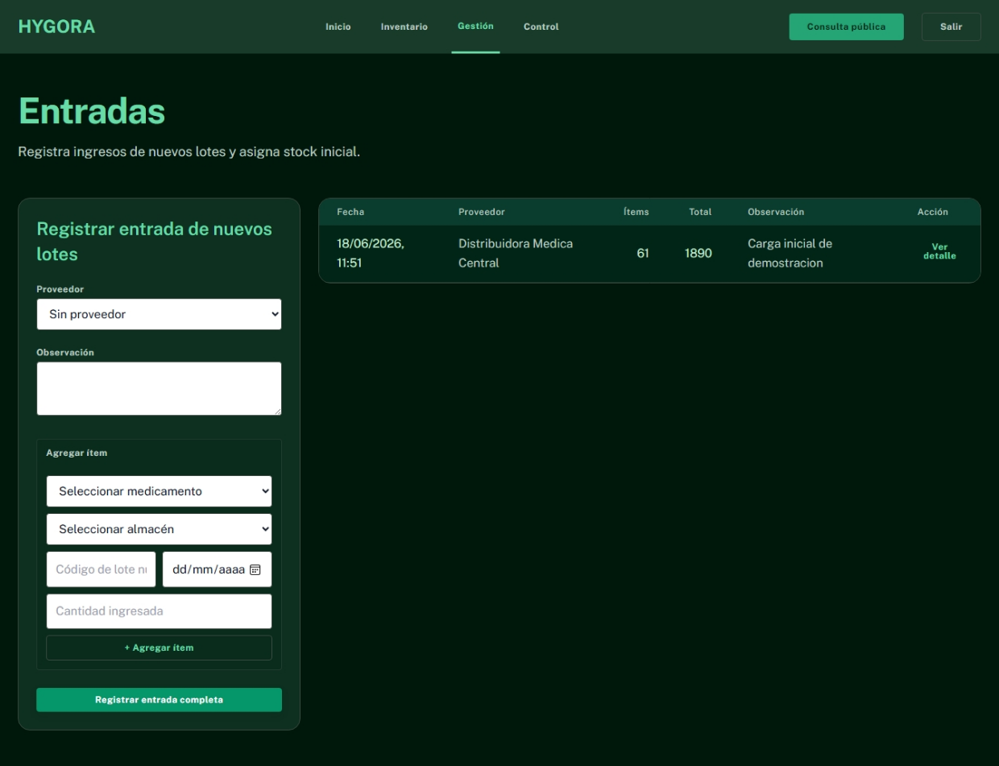 HYGORA
Inicio
Inventario
Gestión
Control
Consulta pública
Salir
Entradas
Registra ingresos de nuevos lotes y asigna stock inicial.
Registrar entrada de nuevos
lotes
Proveedor
Sin proveedor
Observación
Agregar ítem
Seleccionar medicamento
Seleccionar almacén
Código de lote
dd/mm/aaaa
Cantidad ingresada
+ Agregar ítem
Registrar entrada completa
Fecha Proveedor Ítems Total Observación Acción
18/06/2026, Distribuidora Medica 61 1890 Carga inicial de Ver
11:51 Central demostracion detalle